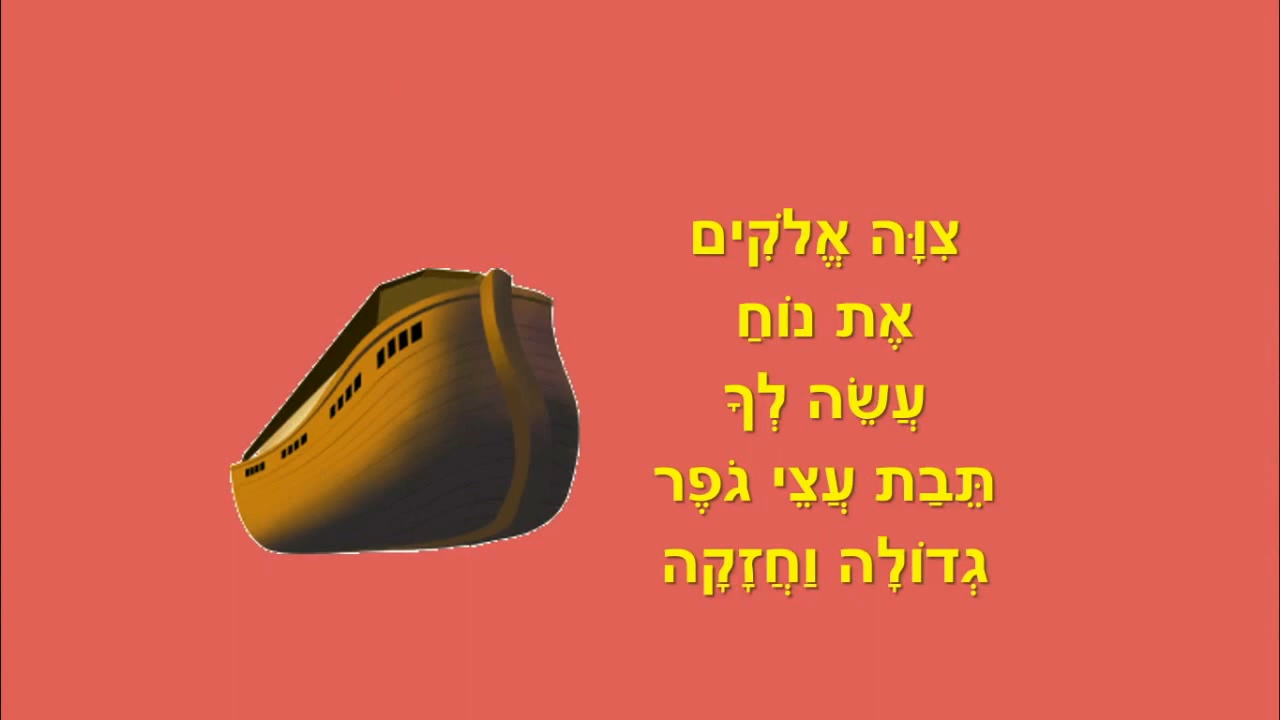 צִוָּה אֱלֹקִים
אֶת נוֹחַ
עֲשֵׂה לְךָ
תֵּבַת עֲצֵי גֹפֶר
גְדוֹלָה וַחֲזָקָה